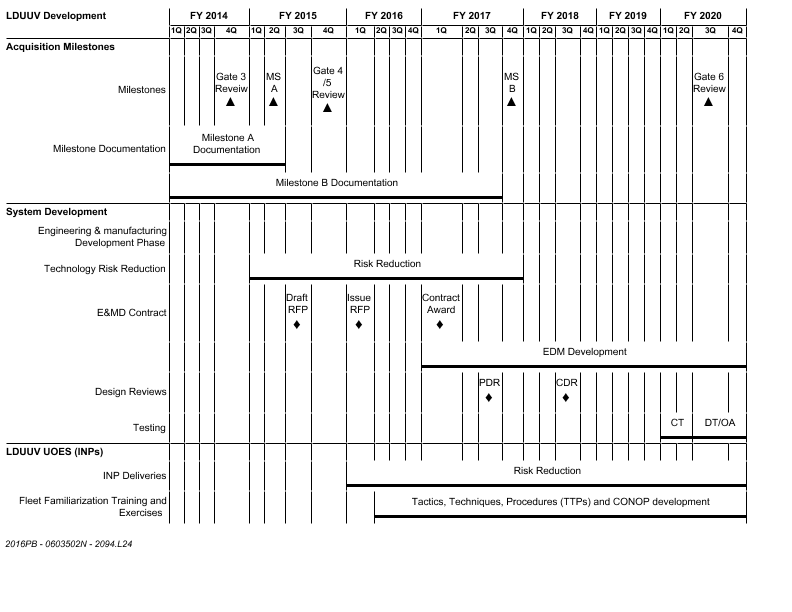 LDUUV Development FY 2014 FY 2015 FY 2016 FY 2017 FY 2018 FY 2019 FY 2020
1Q 2Q 3Q 4Q 1Q 2Q 3Q 4Q 1Q 2Q 3Q 4Q 1Q 2Q 3Q 4Q 1Q 2Q 3Q 4Q 1Q 2Q 3Q 4Q 1Q 2Q 3Q 4Q
Acquisition Milestones
Milestones
Gate 3
Reveiw
MS
A
Gate 4
/5
Review
MS
B
Gate 6
Review
Milestone Documentation
Milestone A
Documentation
Milestone B Documentation
System Development
Engineering & manufacturing
Development Phase
Technology Risk Reduction
Risk Reduction
E&MD Contract
Draft
RFP
Issue
RFP
Contract
Award
EDM Development
Design Reviews
PDR
CDR
Testing
CT
DT/OA
LDUUV UOES (INPs)
INP Deliveries
Risk Reduction
Fleet Familiarization Training and
Exercises
Tactics, Techniques, Procedures (TTPs) and CONOP development
2016PB - 0603502N - 2094.L24